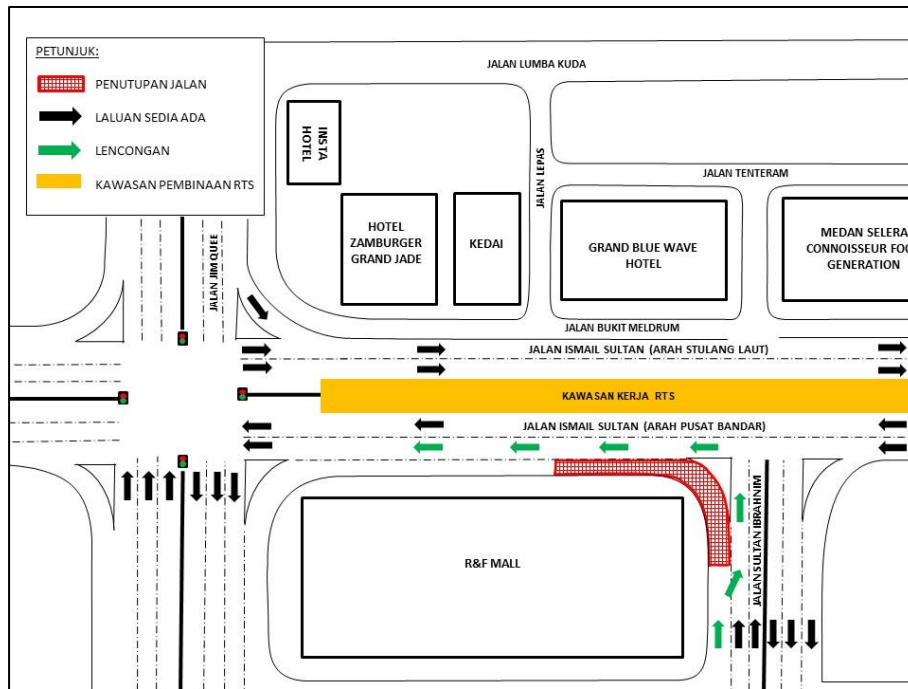 PETUNJUK:
PENUTUPAN JALAN
LALUAN SEDIA ADA
LENCONGAN
KAWASAN PEMBINAAN RTS
JALAN LUMBA KUDA
INSTA
HOTEL
JALAN LEPAS
JALAN TENTERAM
HOTEL
ZAMBURGER
GRAND JADE
KEDAI
GRAND BLUE WAVE
HOTEL
MEDAN SELERA
CONNOISSEUR FOO
GENERATION
JALAN JIM QUEE
JALAN BUKIT MELDRUM
JALAN ISMAIL SULTAN (ARAH STULANG LAUT)
KAWASAN KERJA RTS
JALAN ISMAIL SULTAN (ARAH PUSAT BANDAR)
JALAN SULTAN IBRAHNIM
R&F MALL